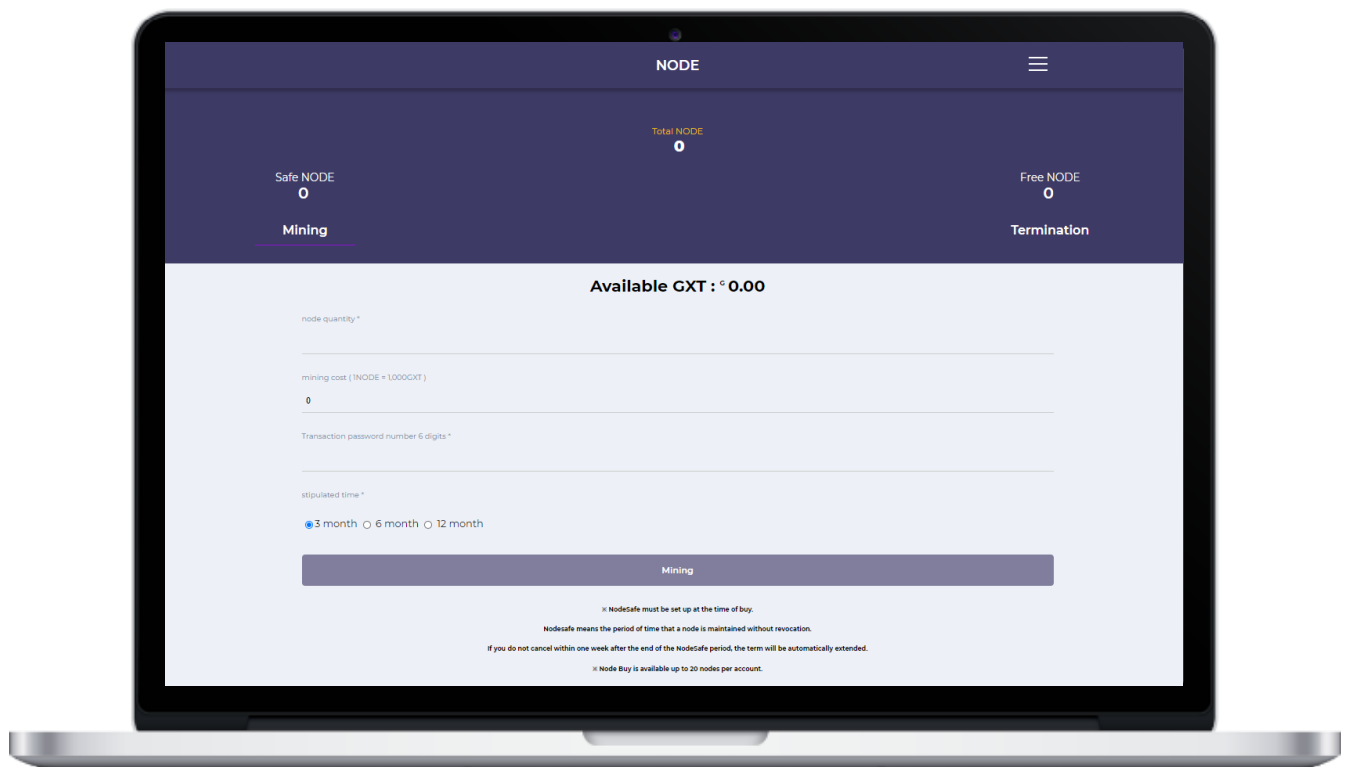 NODE
Total NODE
0
Safe NODE
0
Free NODE
0
Mining
Termination
Available GXT : G 0.00
node quantity *
mining cost ( 1NODE = 1,000GXT )
0
Transaction password number 6 digits *
stipulated time *
3 month 6 month 12 month
Mining
※ NodeSafe must be set up at the time of buy.
Nodesafe means the period of time that a node is maintained without revocation.
If you do not cancel within one week after the end of the NodeSafe period, the term will be automatically extended.
※ Node Buy is available up to 20 nodes per account.